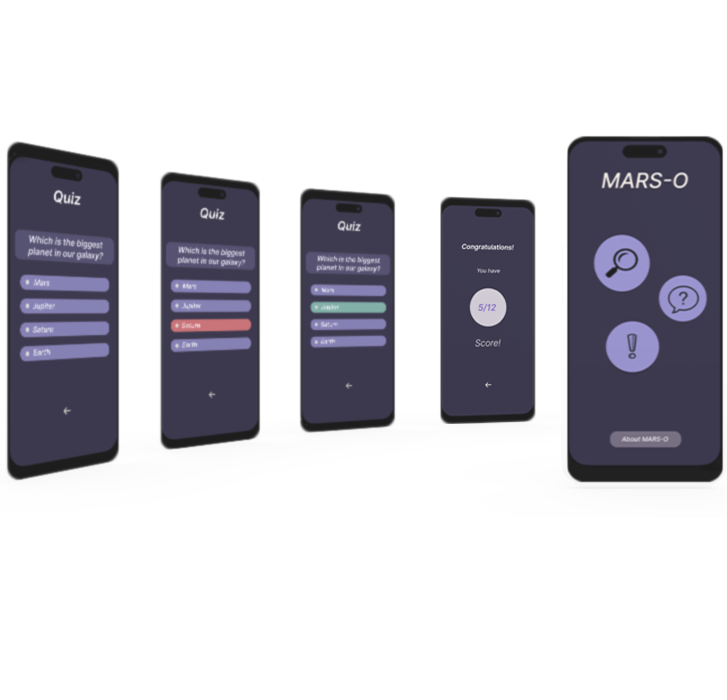 Quiz
Which is the biggest
planet in our galaxy?
Mars
Jupiter
Saturn
Earth
Quiz
Which is the biggest
planet in our galaxy?
Mars
Jupiter
Saturn
Earth
Quiz
Which is the biggest
planet in our galaxy?
Mars
Jupiter
Saturn
Earth
Congratulations!
You have
5/12
Score!
MARS-O
?
!
About MARS-O